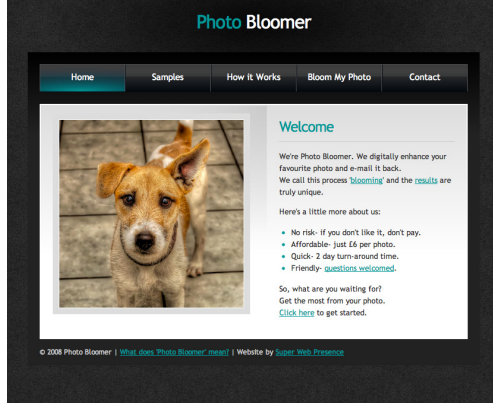 Photo Bloomer
Home
Samples
How it Works
Bloom My Photo
Contact
Welcome
We're Photo Bloomer. We digitally enhance your
favourite photo and e-mail it back.
We call this process 'blooming' and the results are
truly unique.
Here's a little more about us:
No risk- if you don't like it, don't pay.
Affordable- just £6 per photo.
Quick- 2 day turn-around time.
Friendly- questions welcomed.
So, what are you waiting for?
Get the most from your photo.
Click here to get started.
© 2008 Photo Bloomer | What does 'Photo Bloomer' mean? | Website by Super Web Presence